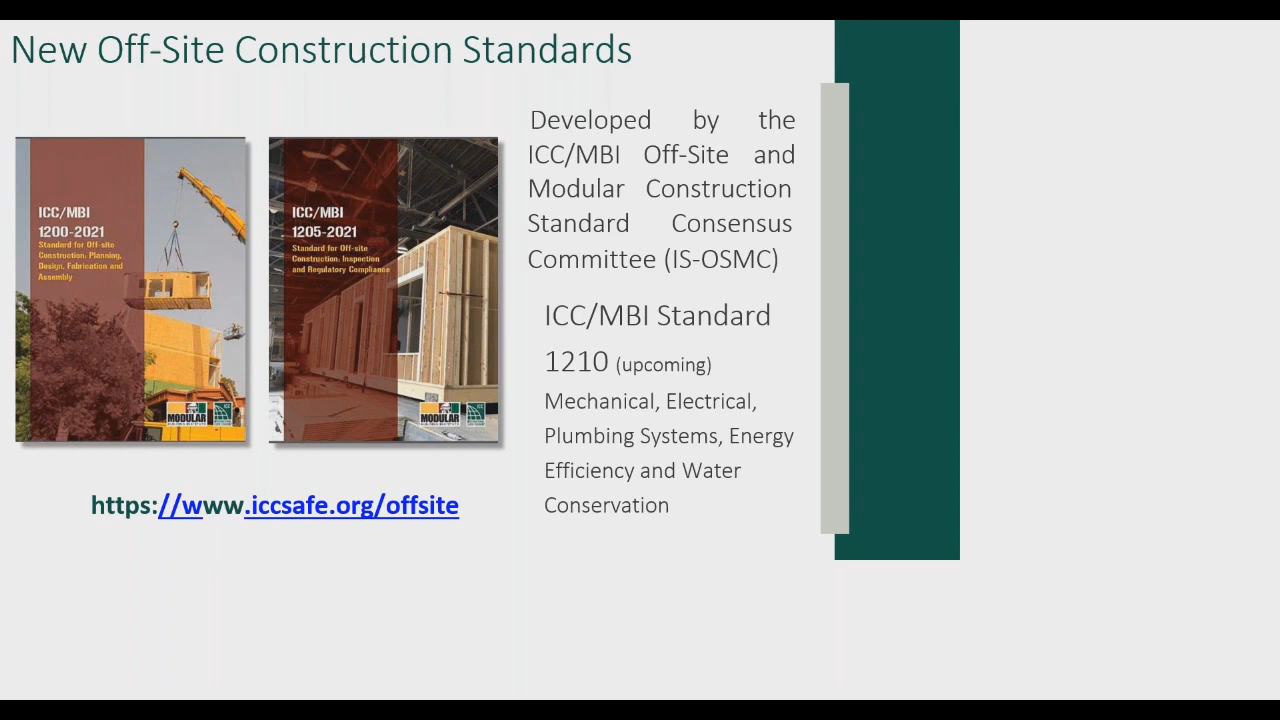 New Off-Site Construction Standards
ICC/MBI
1200-2021
Standard for Off-site
Construction: Planning,
Design, Fabrication and
Assembly
MODULAR
ICC/MBI
1205-2021
Standard for Off-site
Construction: Inspection
and Regulatory Compliance
MODULAR
https://www.iccsafe.org/offsite
Developed by the
ICC/MBI Off-Site and
Modular Construction
Standard Consensus
Committee (IS-OSMC)
ICC/MBI Standard
1210 (upcoming)
Mechanical, Electrical,
Plumbing Systems, Energy
Efficiency and Water
Conservation